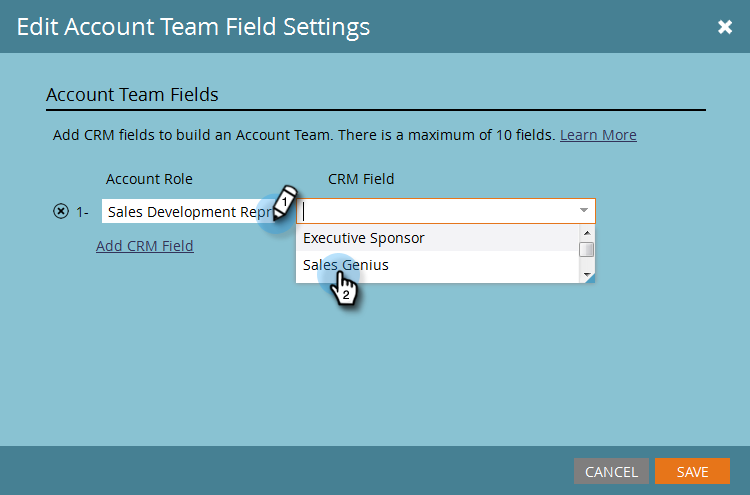 Edit Account Team Field Settings
Account Team Fields
Add CRM fields to build an Account Team. There is a maximum of 10 fields. Learn More
Account Role CRM Field
1- Sales Development Repr
1
Add CRM Field
Executive Sponsor
Sales Genius
2
CANCEL SAVE